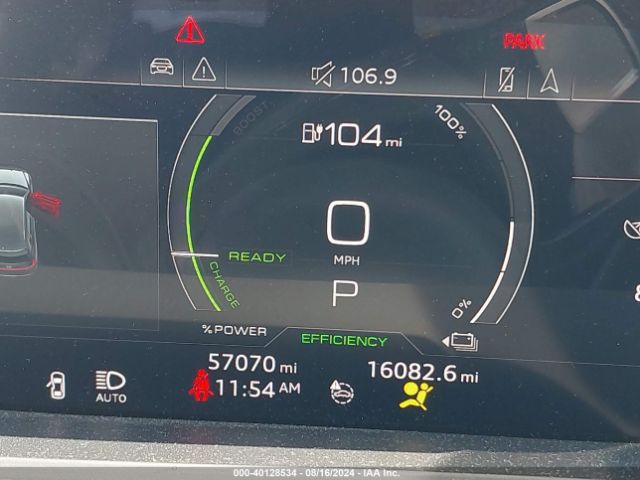 PARK
106.9
BOOST
100%
104 mi
0
MPH
READY
P
CHARGE
0%
% POWER
EFFICIENCY
57070 mi
16082.6 mi
AUTO
11:54 AM
000-40128534 - 08/16/2024 - IAA Inc.